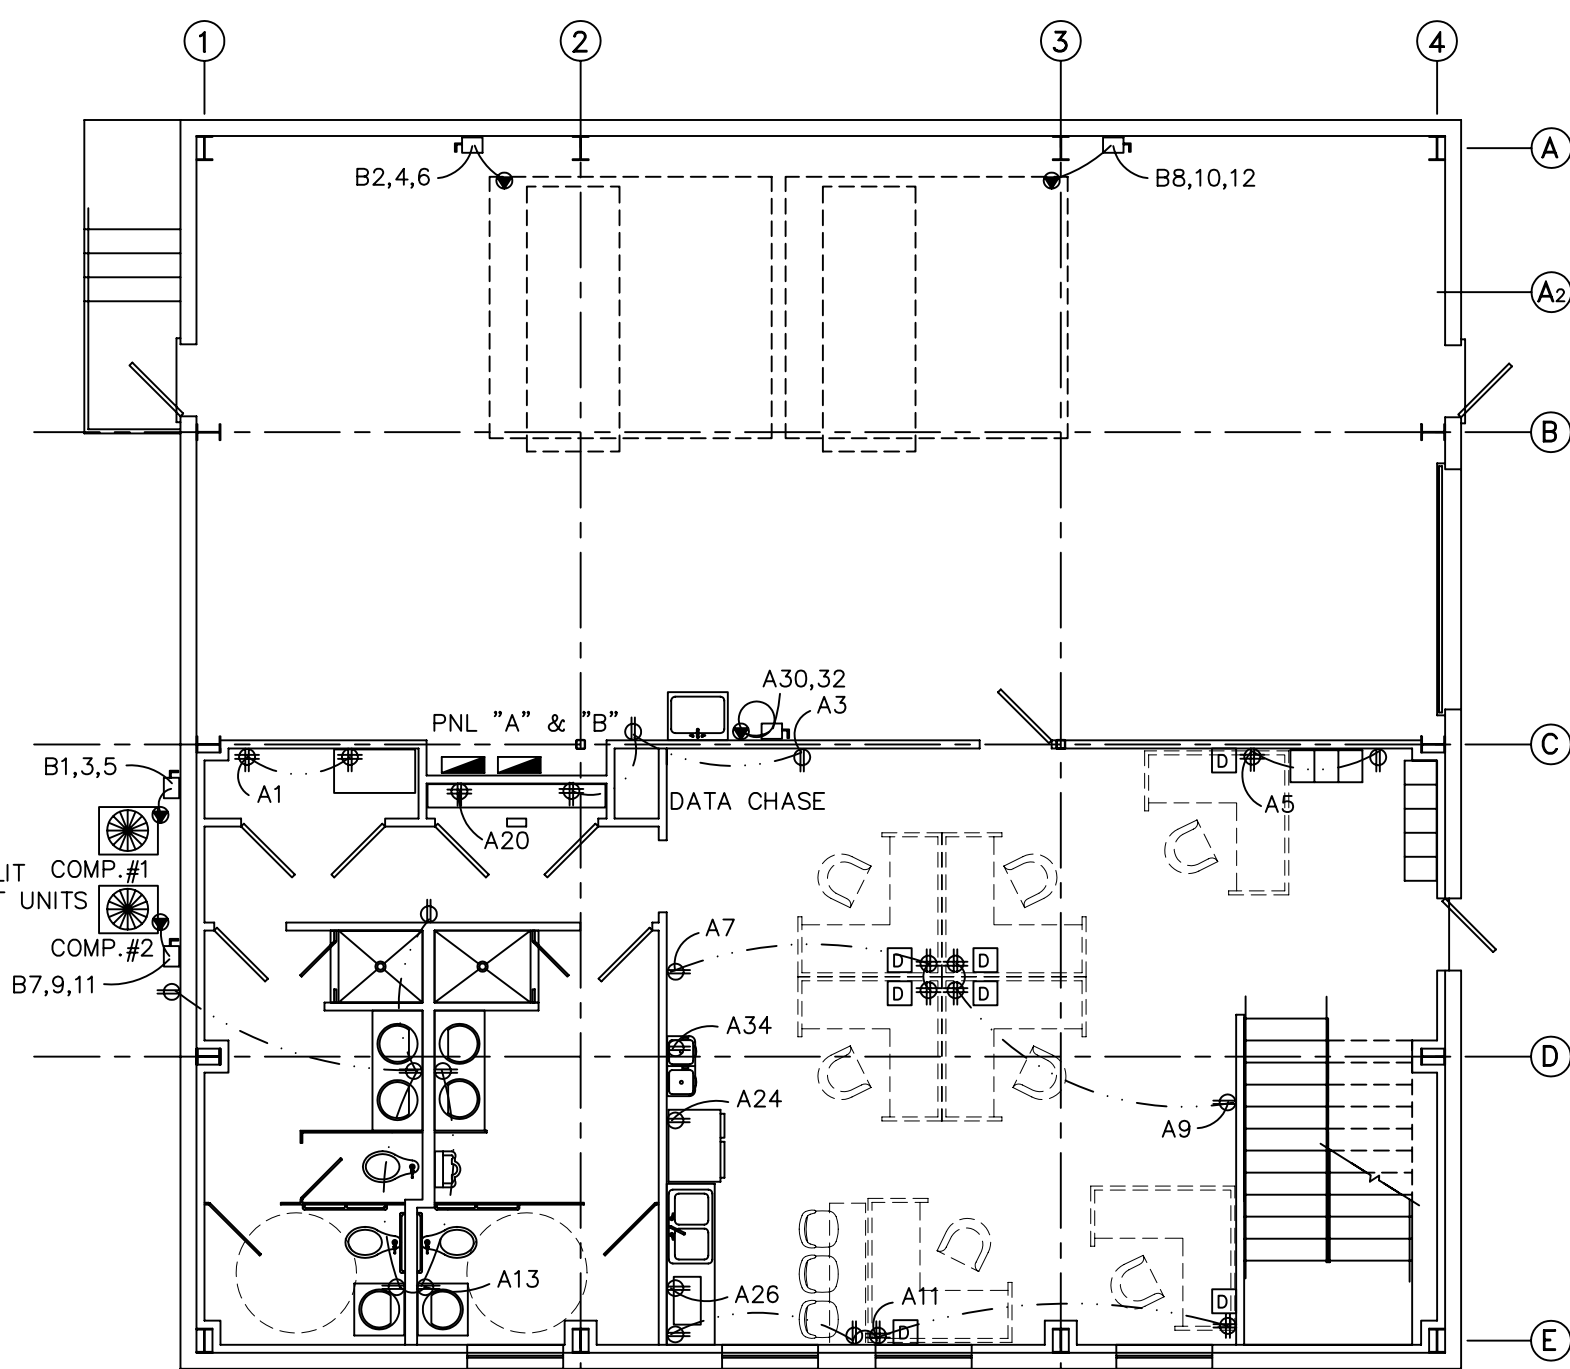 1
2
3
4
A
B2,4,6
B8,10,12
A2
B
A30,32
A3
PNL "A" & "B"
C
B1,3,5
A1
DATA CHASE
D
A5
A20
LIT COMP.#1
T UNITS
COMP.#2
A7
D
D
D
D
B7,9,11
A34
D
A24
A9
A13
A26
A11
D
D
E